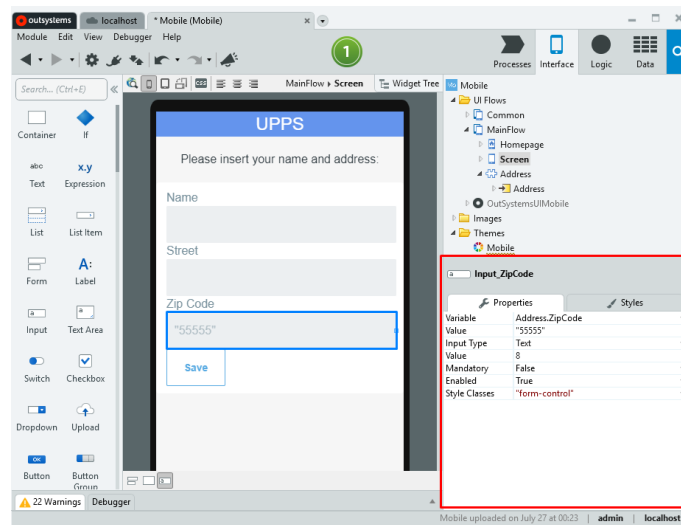 outsystems localhost * Mobile (Mobile) ×
Module Edit View Debugger Help
1
Processes Interface Logic Data
Search... (Ctrl+E)
MainFlow Screen Widget Tree
Container If
abc x.y
Text Expression
List List Item
A:
Form Label
a a
Input Text Area
Switch Checkbox
Dropdown Upload
OK
Button Button
Group
UPPS
Please insert your name and address:
Name
Street
Zip Code
"55555"
Save
Mobile
UI Flows
Common
MainFlow
Homepage
Screen
Address
Address
OutSystemsUIMobile
Images
Themes
Mobile
a Input_ZipCode
Properties Styles
Variable Address.ZipCode
Value "55555"
Input Type Text
Value 8
Mandatory False
Enabled True
Style Classes "form-control"
22 Warnings Debugger
Mobile uploaded on July 27 at 00:23 | admin | localhost